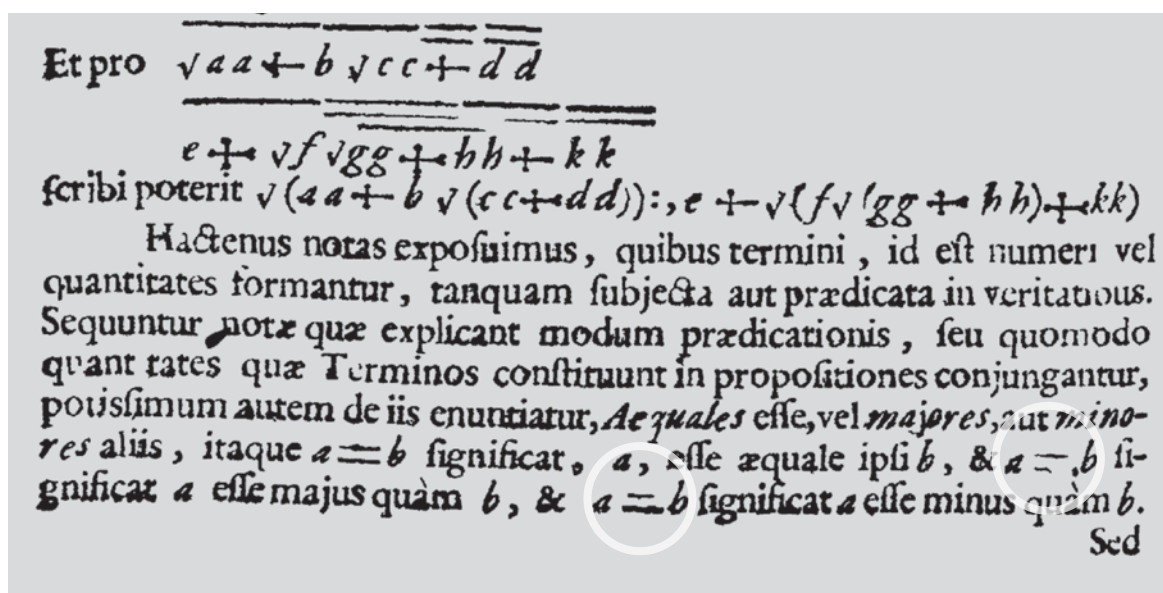 Et pro √aa+b√cc+dd
e+√f√gg+hh+kk
ſcribi poterit √(aa+b√(cc+dd)):, e+√(f√(gg+hh)+kk)
Hactenus notas expoſuimus, quibus termini, id eſt numeri vel
quantitates formantur, tanquam ſubjecta aut prædicata in veritatibus.
Sequuntur notæ quæ explicant modum prædicationis, ſeu quomodo
quantitates quæ Terminos conſtituunt in propoſitiones conjungantur,
potisſimum autem de iis enuntiatur, Aequales eſſe, vel majores, aut mino-
res aliis, itaque a=b ſignificat, a, eſſe æquale ipſi b, & a = b ſi-
gnificat a eſſe majus quàm b, & a = b ſignificat a eſſe minus quàm b.
Sed